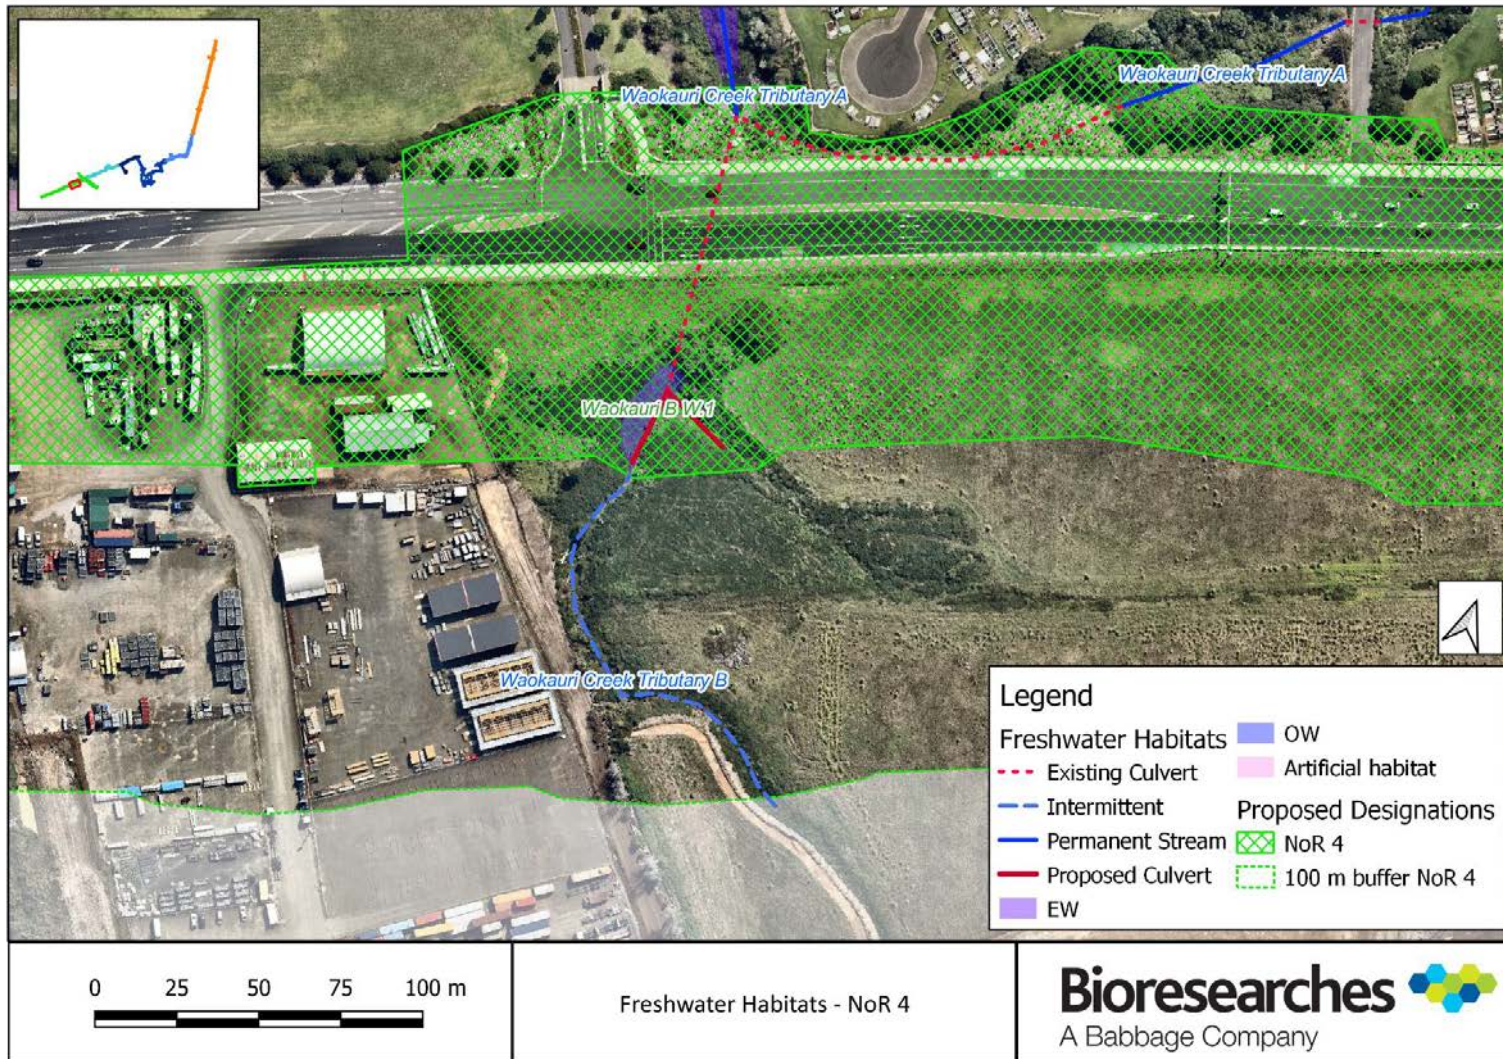 Waokauri Creek Tributary A
Waokauri Creek Tributary A
Waokauri B W.1
Waokauri Creek Tributary B
Legend
Freshwater Habitats
Existing Culvert
Intermittent
Permanent Stream
Proposed Culvert
EW
OW
Artificial habitat
Proposed Designations
NoR 4
100 m buffer NoR 4
0 25 50 75 100 m
Freshwater Habitats - NoR 4
Bioresearches
A Babbage Company